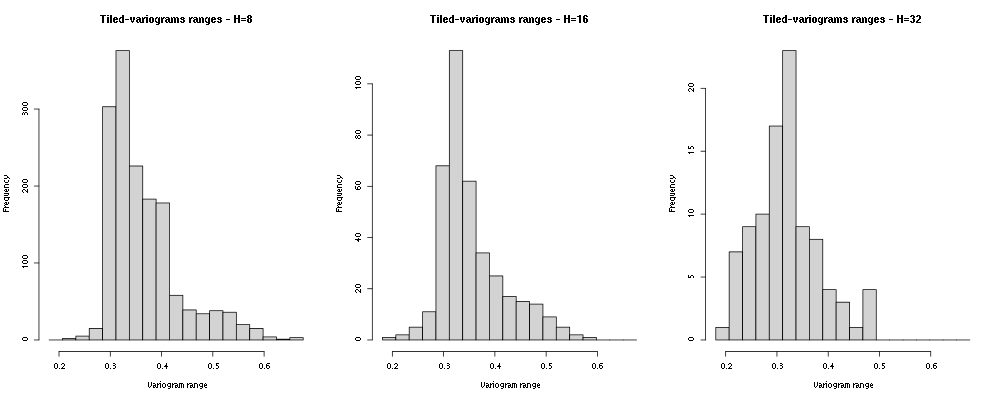 Tiled-variograms ranges - H=8
Frequency
300
200
100
0
0.2 0.3 0.4 0.5 0.6
Variogram range
Tiled-variograms ranges - H=16
Frequency
100
80
60
40
20
0
0.2 0.3 0.4 0.5 0.6
Variogram range
Tiled-variograms ranges - H=32
Frequency
20
15
10
5
0
0.2 0.3 0.4 0.5 0.6
Variogram range